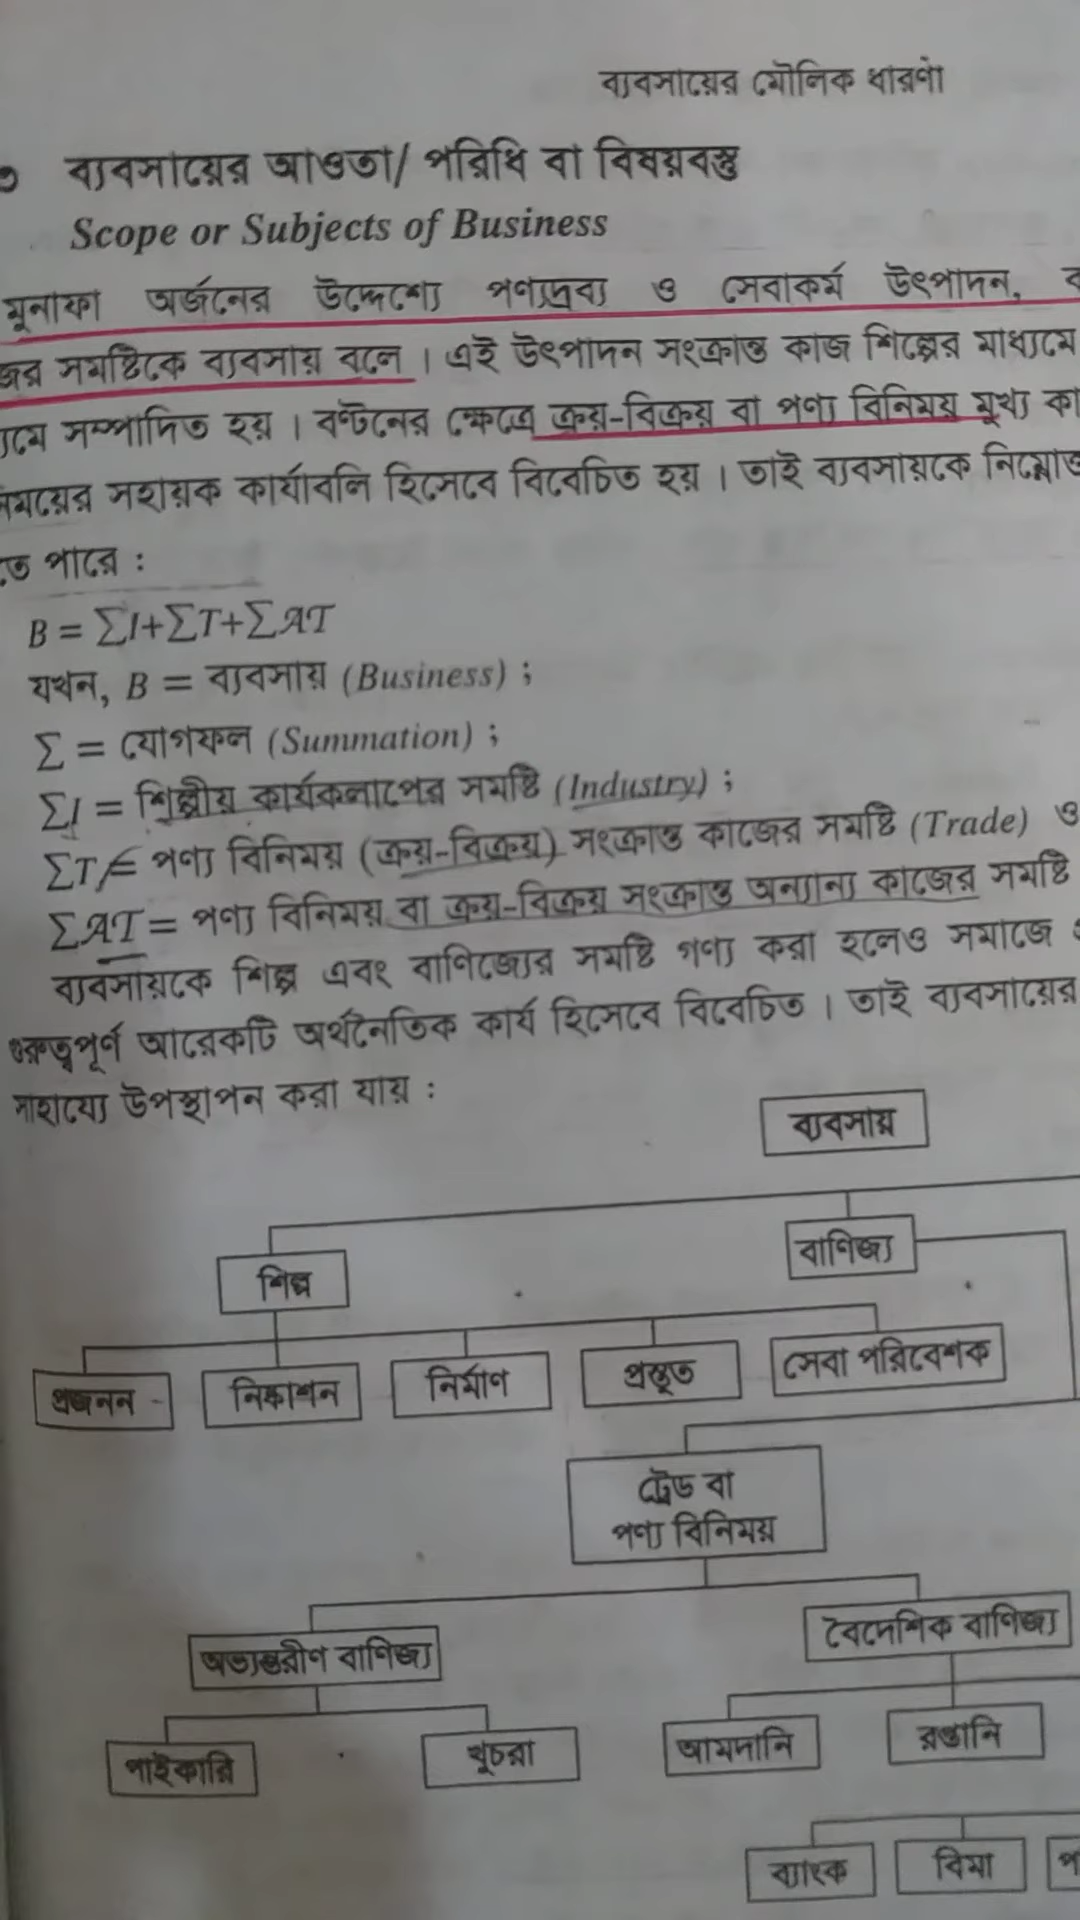 ব্যবসায়ের মৌলিক ধারণা
ব্যবসায়ের আওতা/ পরিধি বা বিষয়বস্তু
Scope or Subjects of Business
মুনাফা অর্জনের উদ্দেশ্যে পণ্যদ্রব্য ও সেবাকর্ম উৎপাদন,
সমষ্টিকে ব্যবসায় বলে । এই উৎপাদন সংক্রান্ত কাজ শিল্পের মাধ্যমে
সম্পাদিত হয় । বণ্টনের ক্ষেত্রে ক্রয়-বিক্রয় বা পণ্য বিনিময় মুখ্য
সহায়ক কার্যাবলি হিসেবে বিবেচিত হয় । তাই ব্যবসায়কে
পারে :
B = ∑I+∑T+∑AT
যখন, B = ব্যবসায় (Business) ;
∑ = যোগফল (Summation) ;
∑I = শিল্পীয় কার্যকলাপের সমষ্টি (Industry) ;
∑T = পণ্য বিনিময় (ক্রয়-বিক্রয়) সংক্রান্ত কাজের সমষ্টি (Trade) ও
∑AT = পণ্য বিনিময় বা ক্রয়-বিক্রয় সংক্রান্ত অন্যান্য কাজের সমষ্টি
ব্যবসায়কে শিল্প এবং বাণিজ্যের সমষ্টি গণ্য করা হলেও সমাজে
গুরুত্বপূর্ণ আরেকটি অর্থনৈতিক কার্য হিসেবে বিবেচিত । তাই ব্যবসায়ের
সাহায্যে উপস্থাপন করা যায় :
ব্যবসায়
শিল্প
বাণিজ্য
প্রজনন
নিষ্কাশন
নির্মাণ
প্রস্তুত
সেবা পরিবেশক
ট্রেড বা
পণ্য বিনিময়
অভ্যন্তরীণ বাণিজ্য
বৈদেশিক বাণিজ্য
পাইকারি
খুচরা
আমদানি
রপ্তানি
ব্যাংক
বিমা